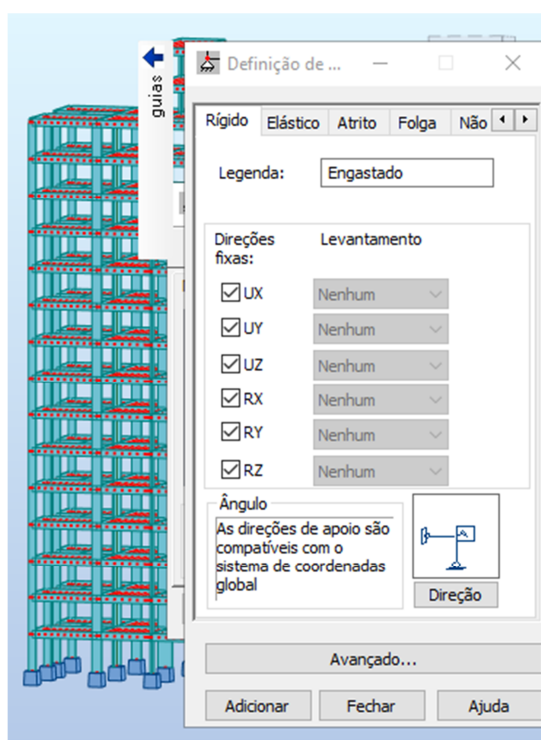 guias
Definição de ...
Rígido Elástico Atrito Folga Não
Legenda: Engastado
Direções fixas: Levantamento
UX Nenhum
UY Nenhum
UZ Nenhum
RX Nenhum
RY Nenhum
RZ Nenhum
Ângulo
As direções de apoio são
compatíveis com o
sistema de coordenadas
global
Direção
Avançado...
Adicionar Fechar Ajuda